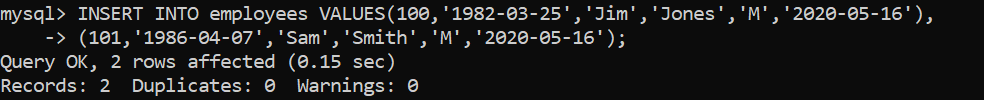 mysql> INSERT INTO employees VALUES(100,'1982-03-25','Jim','Jones','M','2020-05-16'),
    -> (101,'1986-04-07','Sam','Smith','M','2020-05-16');
Query OK, 2 rows affected (0.15 sec)
Records: 2  Duplicates: 0  Warnings: 0